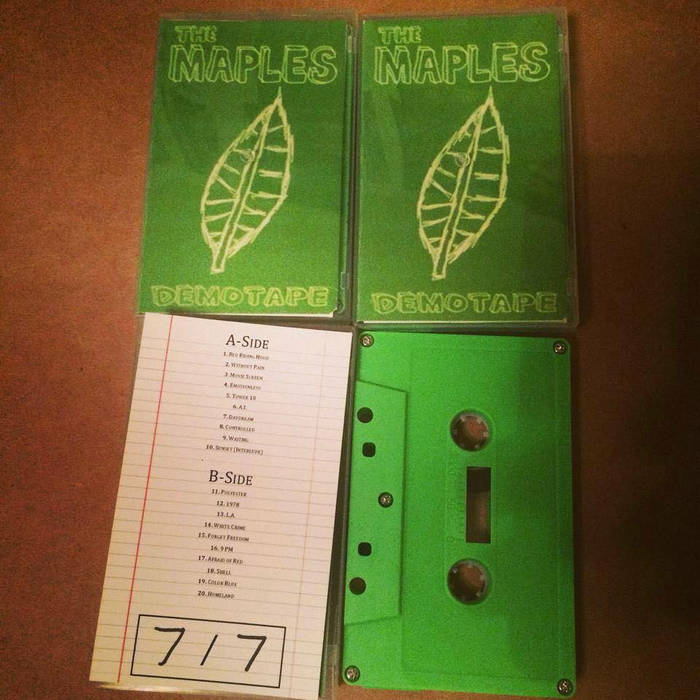 THE
MAPLES
DEMOTAPE
THE
MAPLES
DEMOTAPE
A-SIDE
1. RED RIDING HOOD
2. WITHOUT PAIN
3. MOVIE SCREEN
4. EMOTIONLESS
5. TOWER 10
6. A.I.
7. DAYDREAM
8. CONTROLLED
9. WAITING
10. SUNSET (INTERLUDE)
B-SIDE
11. POLYESTER
12. 1978
13. L.A.
14. WHITE CRIME
15. FORGET FREEDOM
16. 9 PM
17. AFRAID OF RED
18. SHELL
19. COLOR BLUE
20. HOMELAND
7/7